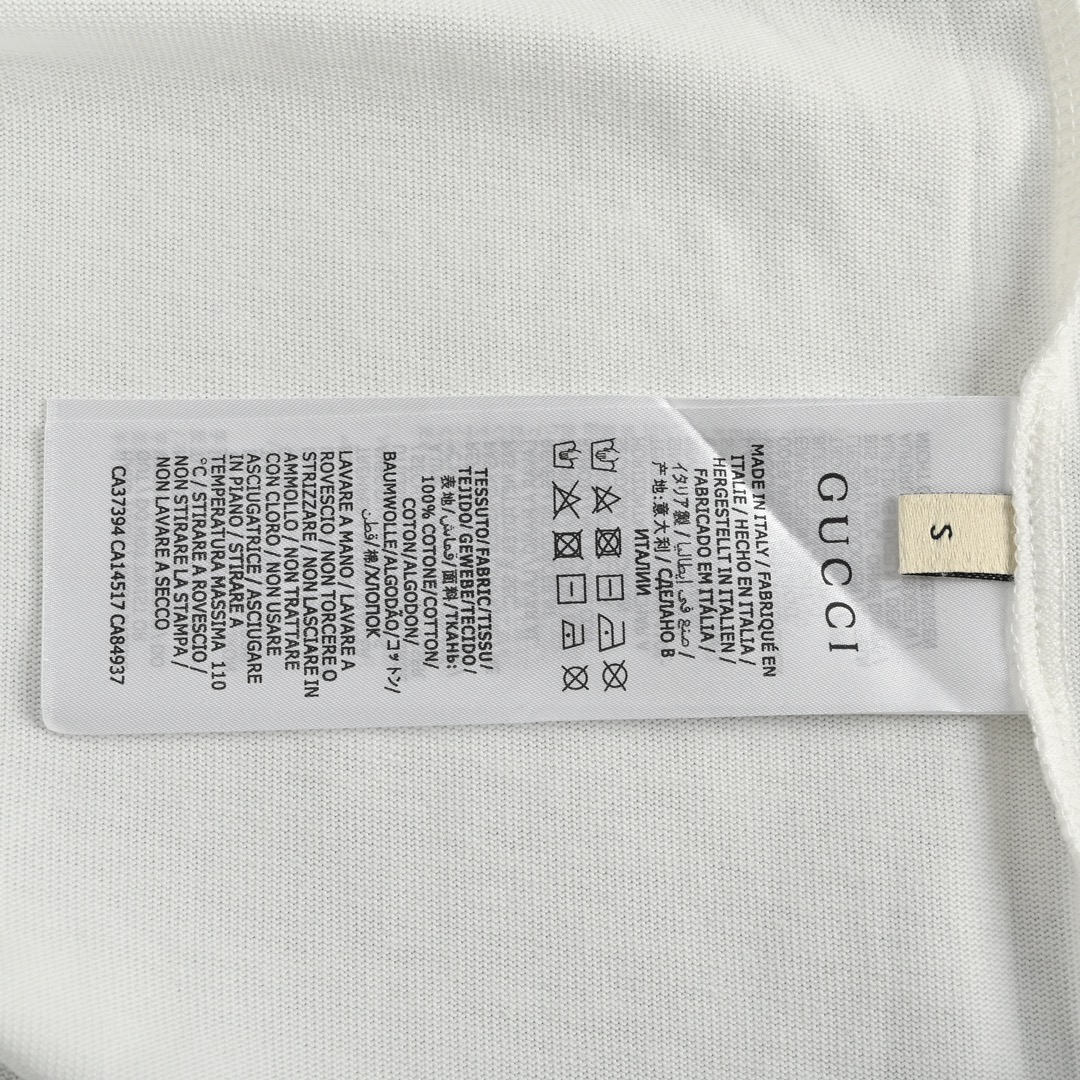 GUCCI
S
MADE IN ITALY / FABRIQUÉ EN
ITALIE / HECHO EN ITALIA /
HERGESTELLT IN ITALIEN /
FABRICADO EM ITÁLIA /
イタリア製 / صنع في إيطاليا /
产地:意大利 / СДЕЛАНО В
ИТАЛИИ
TESSUTO/FABRIC/TISSU/
TEJIDO/GEWEBE/TECIDO/
表地/قماش/面料/ТКАНЬ:
100% COTONE/COTTON/
COTON/ALGODON/
BAUMWOLLE/ALGODÃO/コットン/
قطن/棉/ХЛОПОК
LAVARE A MANO / LAVARE A
ROVESCIO / NON TORCERE O
STRIZZARE / NON LASCIARE IN
AMMOLLO / NON TRATTARE
CON CLORO / NON USARE
ASCIUGATRICE / ASCIUGARE
IN PIANO / STIRARE A
TEMPERATURA MASSIMA 110
°C / STIRARE A ROVESCIO /
NON STIRARE LA STAMPA /
NON LAVARE A SECCO
CA37394 CA14517 CA84937